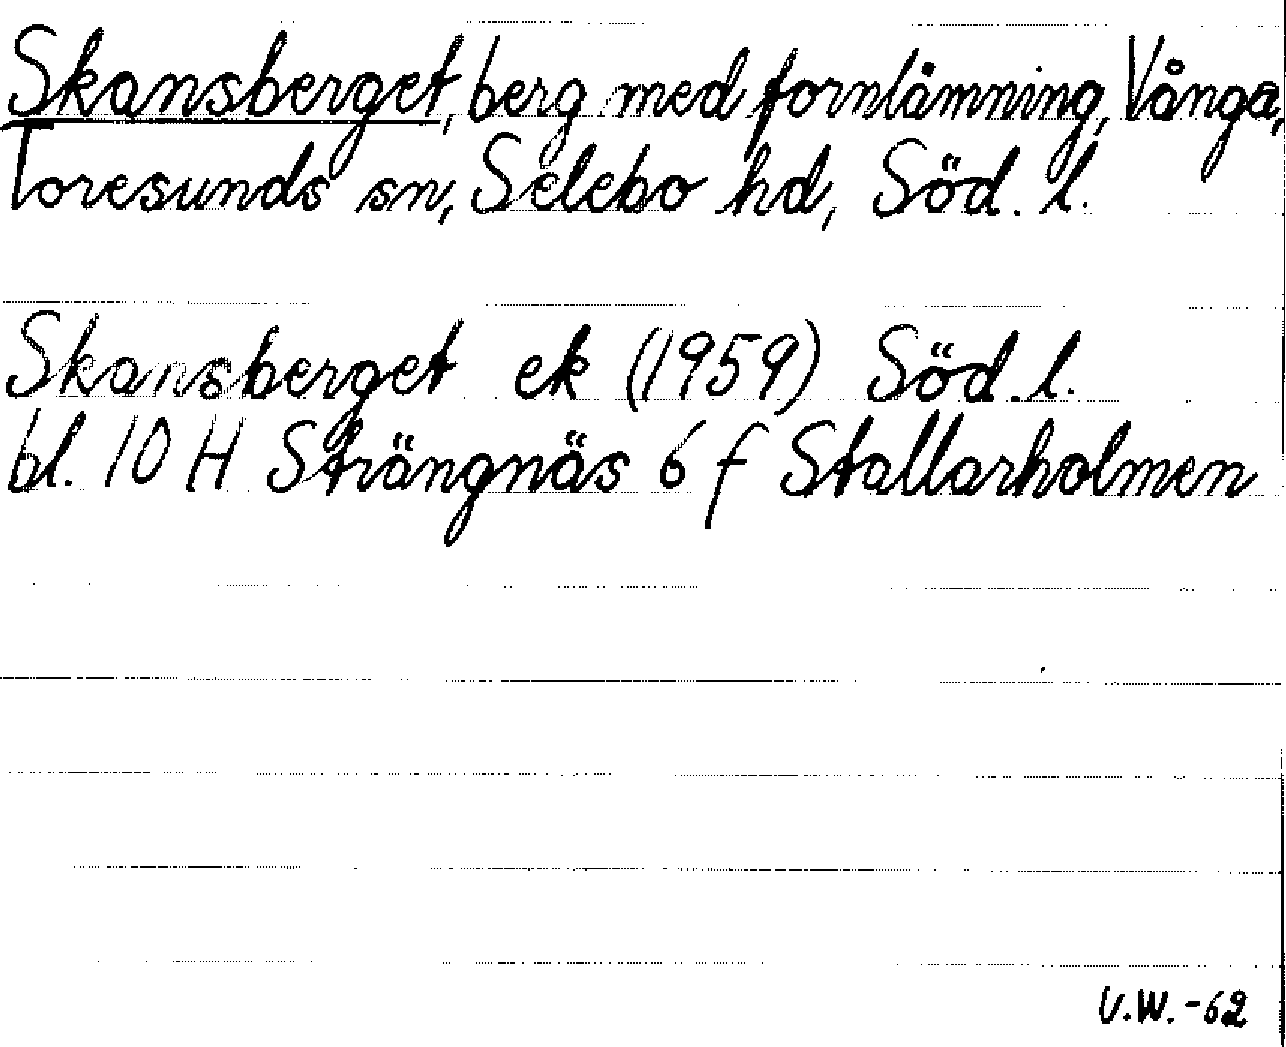 Skansberget, berg med fornlämning, Vånga,
Toresunds sn, Selebo hd, Söd. l.
Skansberget ek (1959) Söd. l.
bl. 10 H Strängnäs 6 f Stallarholmen
V.W. -62